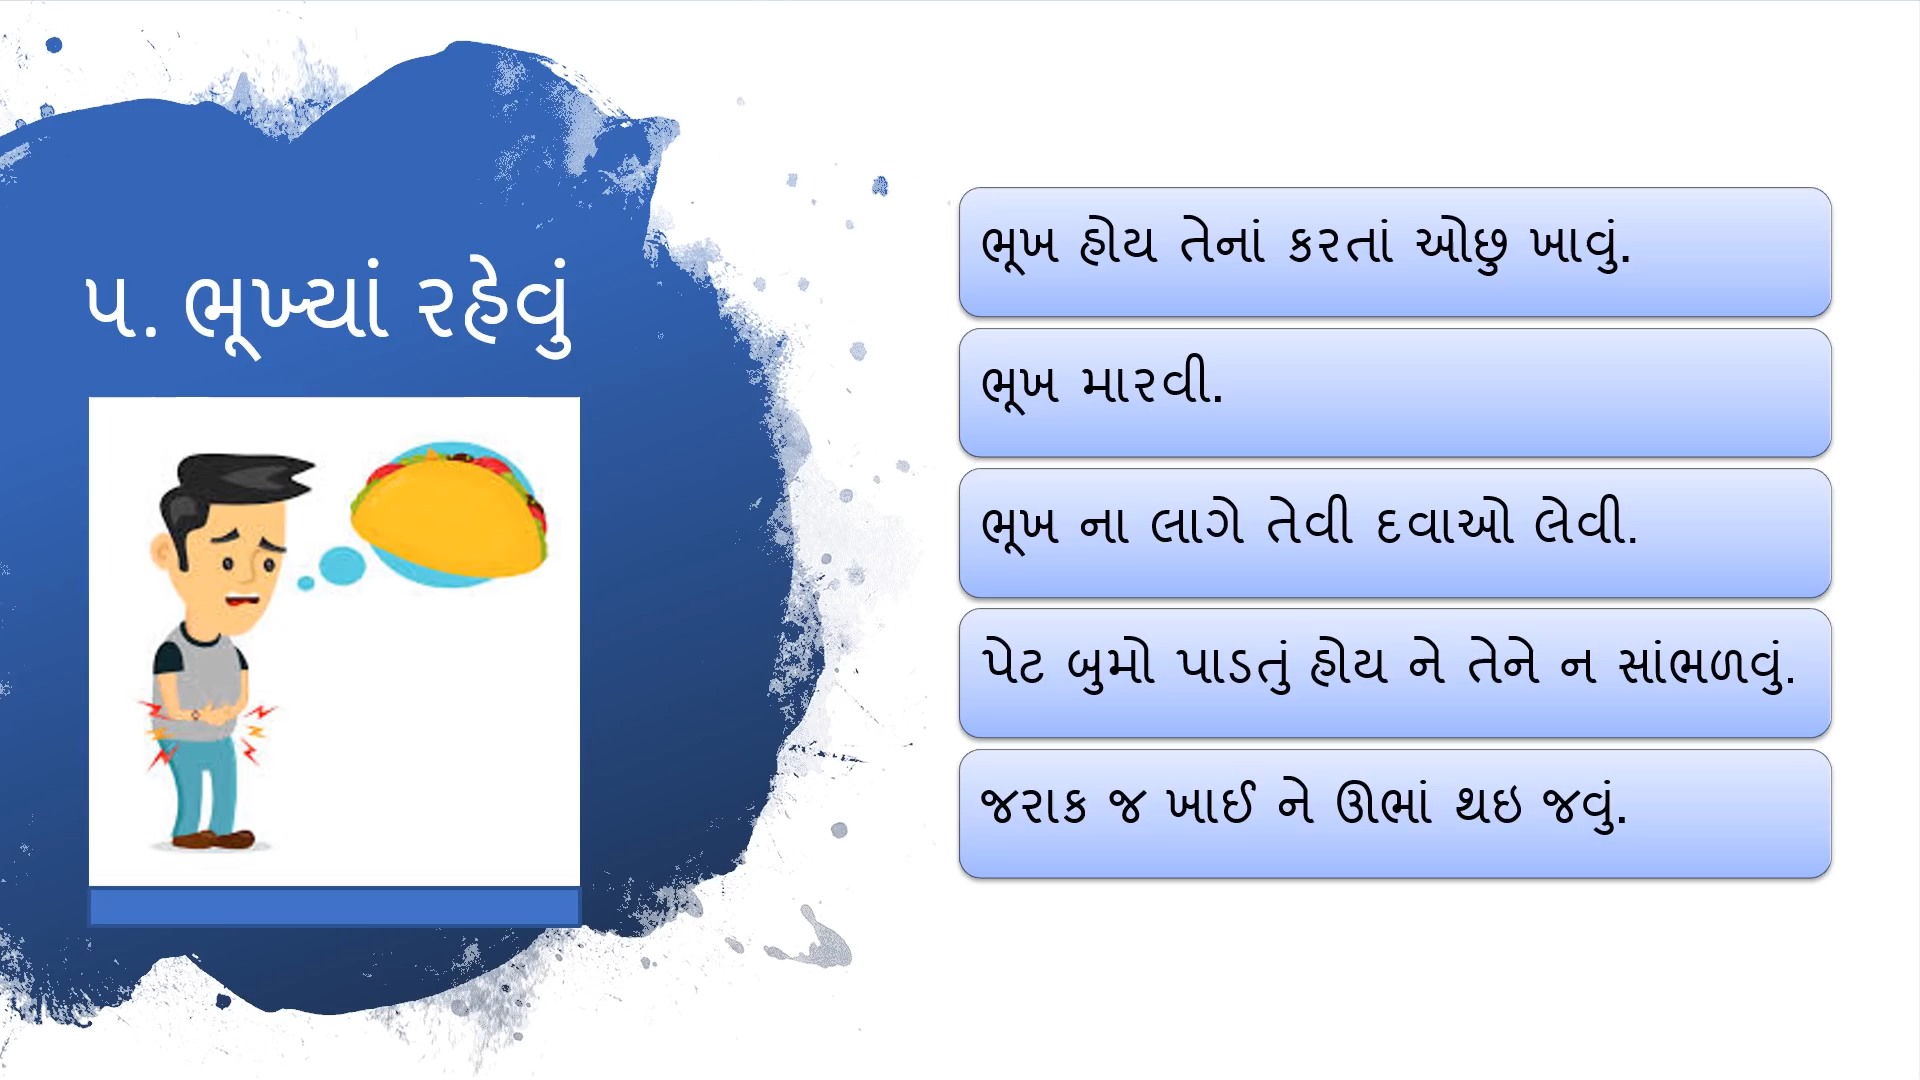 ૫. ભૂખ્યાં રહેવું
ભૂખ હોય તેનાં કરતાં ઓછુ ખાવું.
ભૂખ મારવી.
ભૂખ ના લાગે તેવી દવાઓ લેવી.
પેટ બુમો પાડતું હોય ને તેને ન સાંભળવું.
જરાક જ ખાઈ ને ઊભાં થઇ જવું.